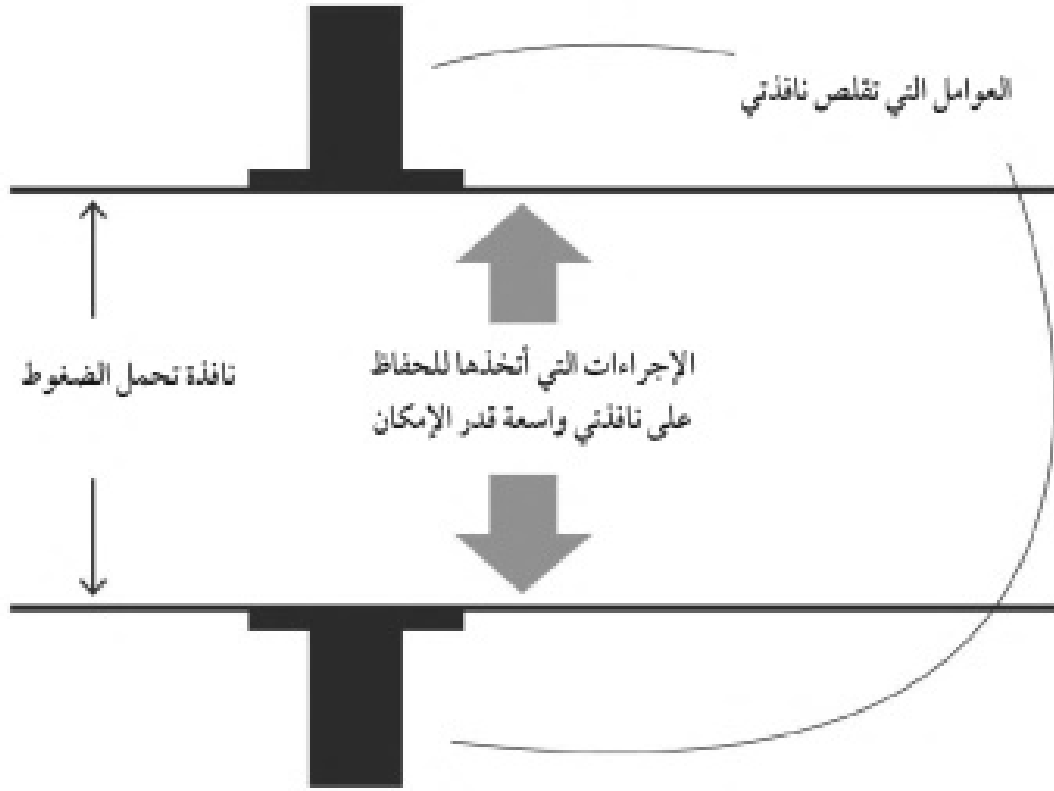 العوامل التي تقلص نافذتي
نافذة تحمل الضغوط
الإجراءات التي أتخذها للحفاظ
على نافذتي واسعة قدر الإمكان